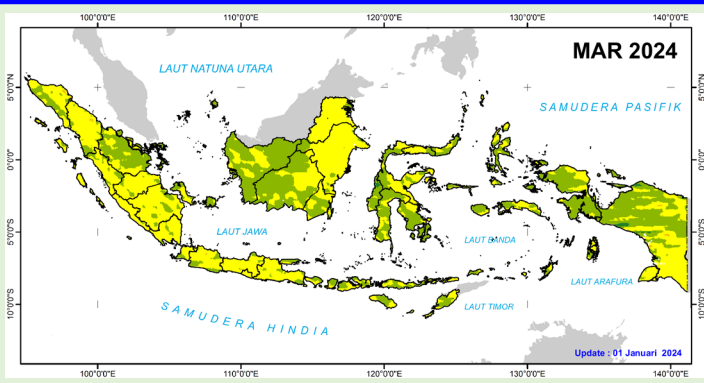 100°0'0"E 110°0'0"E 120°0'0"E 130°0'0"E 140°0'0"E
MAR 2024
LAUT NATUNA UTARA
5°0'0"N 5°0'0"N
SAMUDERA PASIFIK
0°0'0" 0°0'0"
LAUT JAWA
5°0'0"S 5°0'0"S
LAUT BANDA
LAUT ARAFURA
SAMUDERA HINDIA
LAUT TIMOR
10°0'0"S 10°0'0"S
Update : 01 Januari 2024
100°0'0"E 110°0'0"E 120°0'0"E 130°0'0"E 140°0'0"E